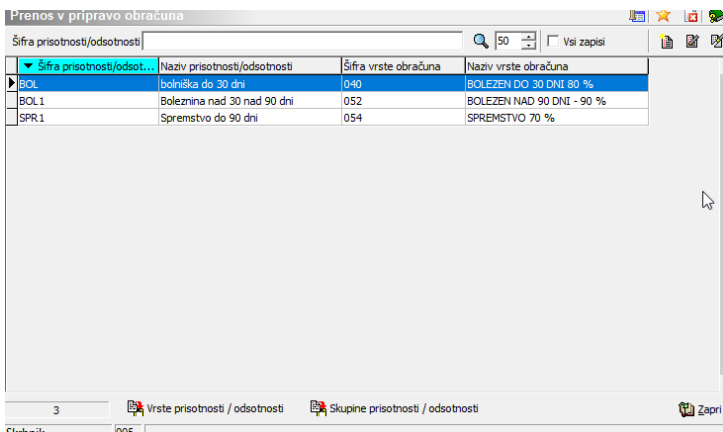 Prenos v pripravo obračuna
Šifra prisotnosti/odsotnosti 50 Vsi zapisi
Šifra prisotnosti/odsot... Naziv prisotnosti/odsotnosti Šifra vrste obračuna Naziv vrste obračuna
BOL bolniška do 30 dni 040 BOLEZEN DO 30 DNI 80 %
BOL1 Boleznina nad 30 nad 90 dni 052 BOLEZEN NAD 90 DNI - 90 %
SPR1 Spremstvo do 90 dni 054 SPREMSTVO 70 %
3 Vrste prisotnosti / odsotnosti Skupine prisotnosti / odsotnosti Zapri
Skrbnik 005